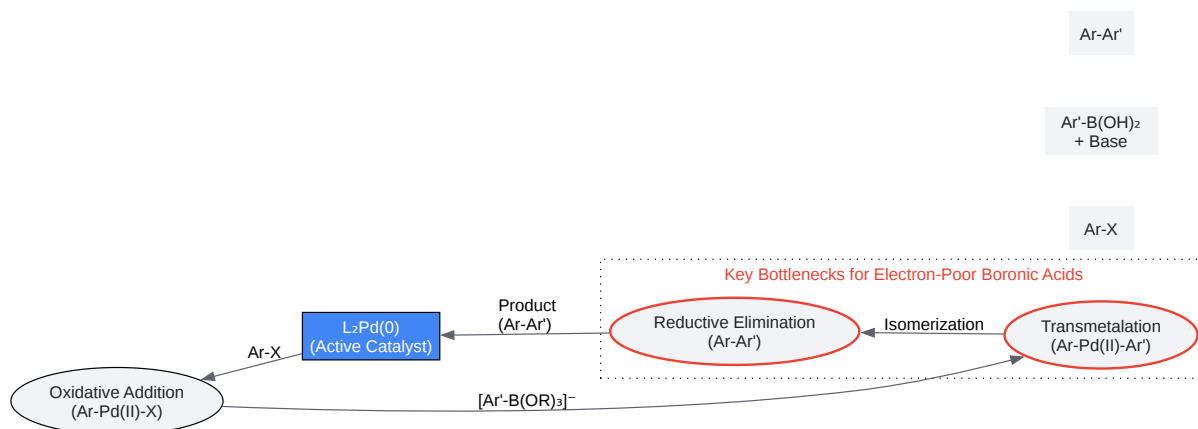 Ar-Ar'
Ar'-B(OH)₂
+ Base
Ar-X
Key Bottlenecks for Electron-Poor Boronic Acids
Product
(Ar-Ar')
L₂Pd(0)
(Active Catalyst)
Reductive Elimination
(Ar-Ar')
Isomerization
Transmetalation
(Ar-Pd(II)-Ar')
Ar-X
Oxidative Addition
(Ar-Pd(II)-X)
[Ar'-B(OR)₃]⁻